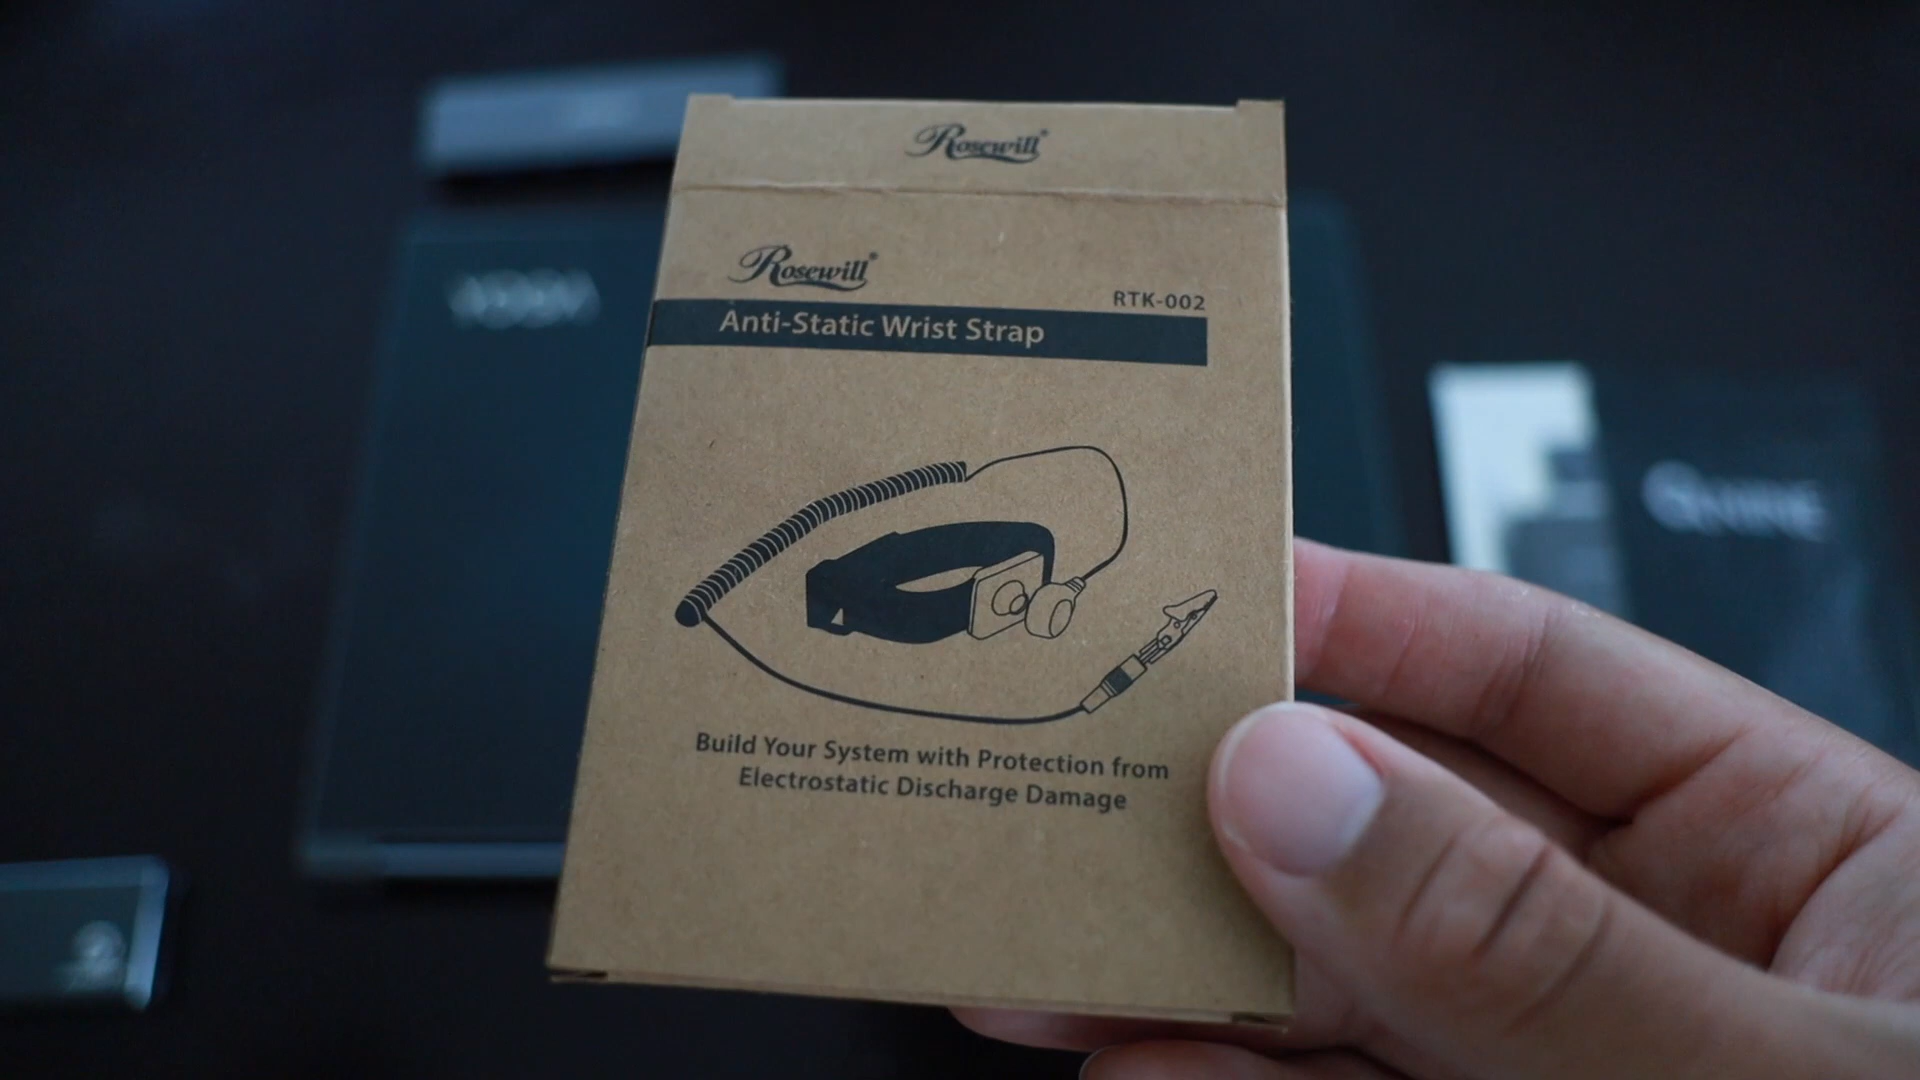 Rosewill®
Rosewill®
RTK-002
Anti-Static Wrist Strap
Build Your System with Protection from
Electrostatic Discharge Damage